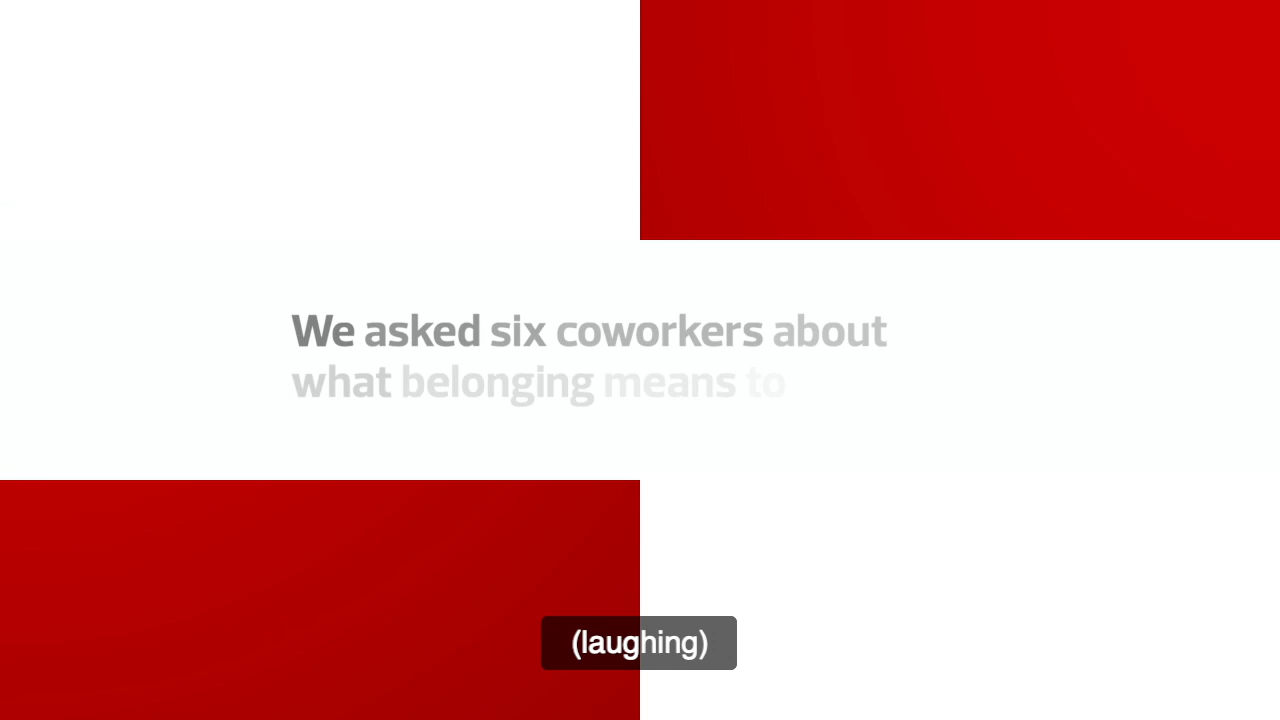 We asked six coworkers about
what belonging means to
(laughing)